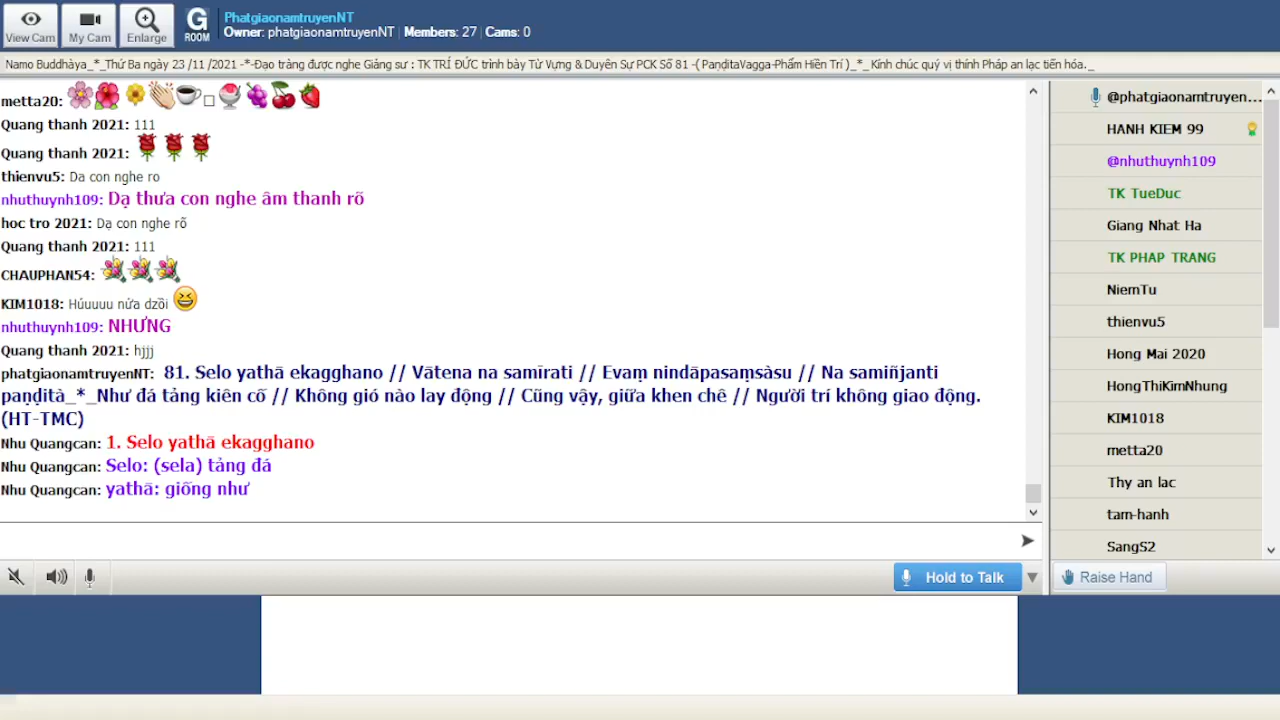 View Cam
My Cam
Enlarge
G
ROOM
PhatgiaonamtruyenNT
Owner: phatgiaonamtruyenNT | Members: 27 | Cams: 0
Namo Buddhàya_*_Thứ Ba ngày 23 /11 /2021 -*-Đạo tràng được nghe Giảng sư : TK TRÍ ĐỨC trình bày Từ Vựng & Duyên Sự PCK Số 81 -( PaṇḍitaVagga-Phẩm Hiền Trí )_*_ Kính chúc quý vị thính Pháp an lạc tiến hóa._
metta20:
Quang thanh 2021: 111
Quang thanh 2021:
thienvu5: Da con nghe ro
nhuthuynh109: Dạ thưa con nghe âm thanh rõ
hoc tro 2021: Dạ con nghe rõ
Quang thanh 2021: 111
CHAUPHAN54:
KIM1018: Húuuuu nứa dzồi
nhuthuynh109: NHƯNG
Quang thanh 2021: hjjj
phatgiaonamtruyenNT: 81. Selo yathā ekagghano // Vātena na samīrati // Evaṃ nindāpasaṃsàsu // Na samiñjanti
paṇḍità_*_Như đá tảng kiên cố // Không gió nào lay động // Cũng vậy, giữa khen chê // Người trí không giao động.
(HT-TMC)
Nhu Quangcan: 1. Selo yathā ekagghano
Nhu Quangcan: Selo: (sela) tảng đá
Nhu Quangcan: yathā: giống như
@phatgiaonamtruyen...
HANH KIEM 99
@nhuthuynh109
TK TueDuc
Giang Nhat Ha
TK PHAP TRANG
NiemTu
thienvu5
Hong Mai 2020
HongThiKimNhung
KIM1018
metta20
Thy an lac
tam-hanh
SangS2
Hold to Talk
Raise Hand